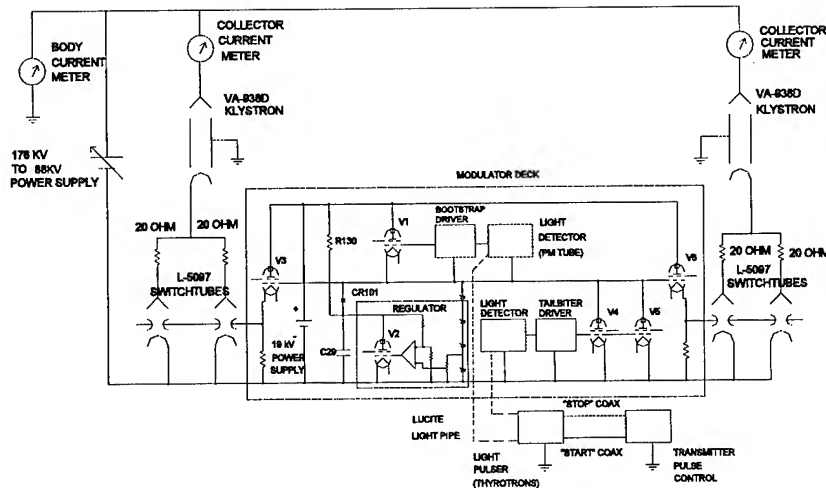 BODY
CURRENT
METER
COLLECTOR
CURRENT
METER
COLLECTOR
CURRENT
METER
VA-938D
KLYSTRON
VA-938D
KLYSTRON
176 KV
TO 88KV
POWER SUPPLY
MODULATOR DECK
20 OHM
20 OHM
L-5097
SWITCHTUBES
V3
R130
V1
BOOTSTRAP
DRIVER
LIGHT
DETECTOR
(PM TUBE)
V6
20 OHM
20 OHM
L-5097
SWITCHTUBES
CR101
REGULATOR
V2
+
19 kV
POWER
SUPPLY
C29
LIGHT
DETECTOR
TAILBITER
DRIVER
V4
V5
LUCITE
LIGHT PIPE
"STOP" COAX
"START" COAX
LIGHT
PULSER
(THYROTRONS)
TRANSMITTER
PULSE
CONTROL